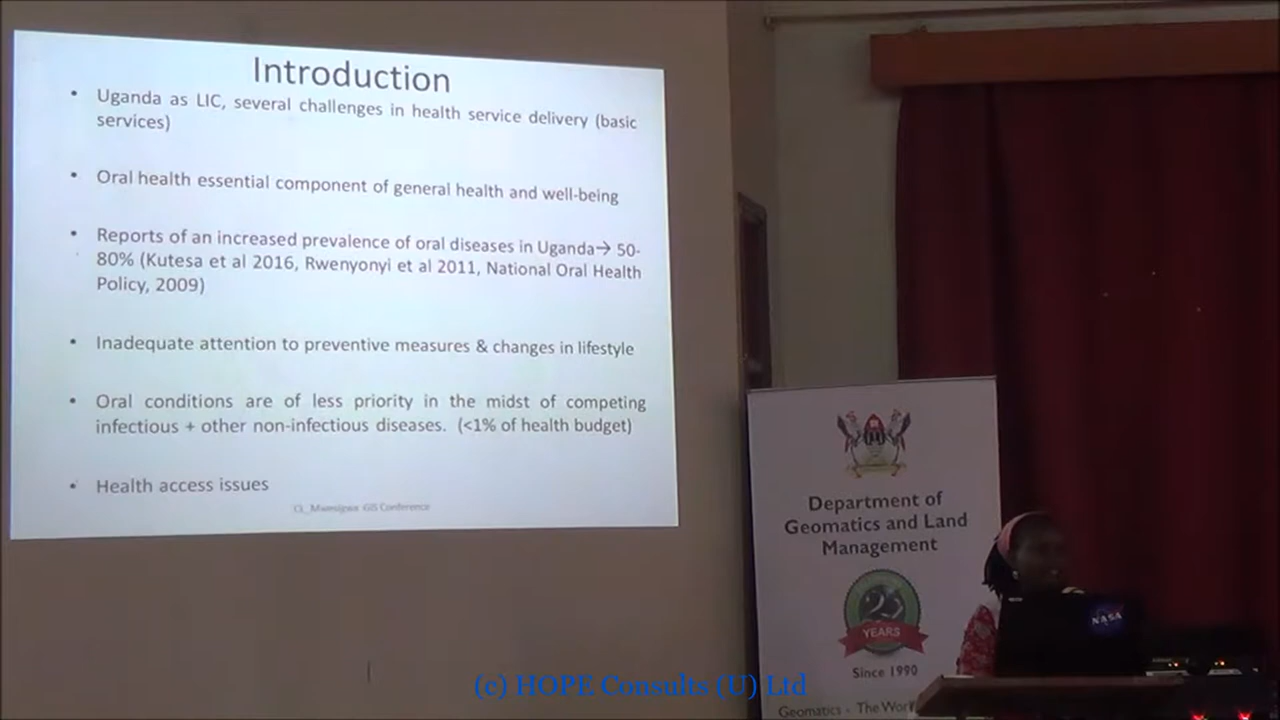 Introduction
• Uganda as LIC, several challenges in health service delivery (basic
services)
• Oral health essential component of general health and well-being
• Reports of an increased prevalence of oral diseases in Uganda→ 50-
80% (Kutesa et al 2016, Rwenyonyi et al 2011, National Oral Health
Policy, 2009)
• Inadequate attention to preventive measures & changes in lifestyle
• Oral conditions are of less priority in the midst of competing
infectious + other non-infectious diseases. (<1% of health budget)
• Health access issues
GIS Conference
Department of
Geomatics and Land
Management
25
YEARS
Since 1990
Geomatics - The
NASA
(c) HOPE Consults (U) Ltd